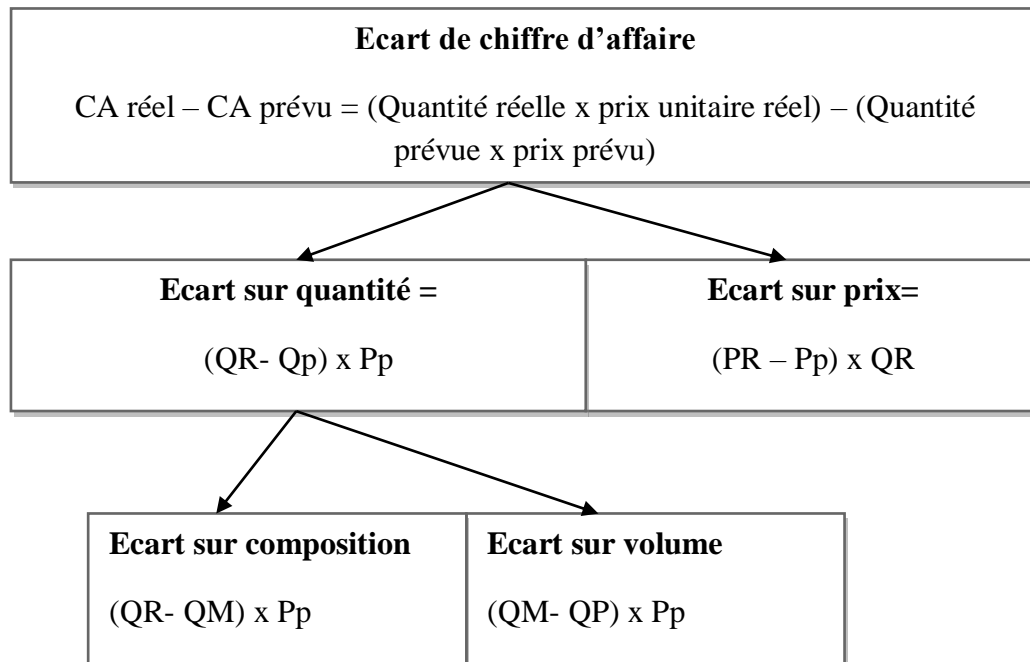 Ecart de chiffre d’affaire
CA réel – CA prévu = (Quantité réelle x prix unitaire réel) – (Quantité
prévue x prix prévu)
Ecart sur quantité =
(QR- Qp) x Pp
Ecart sur prix=
(PR – Pp) x QR
Ecart sur composition
(QR- QM) x Pp
Ecart sur volume
(QM- QP) x Pp